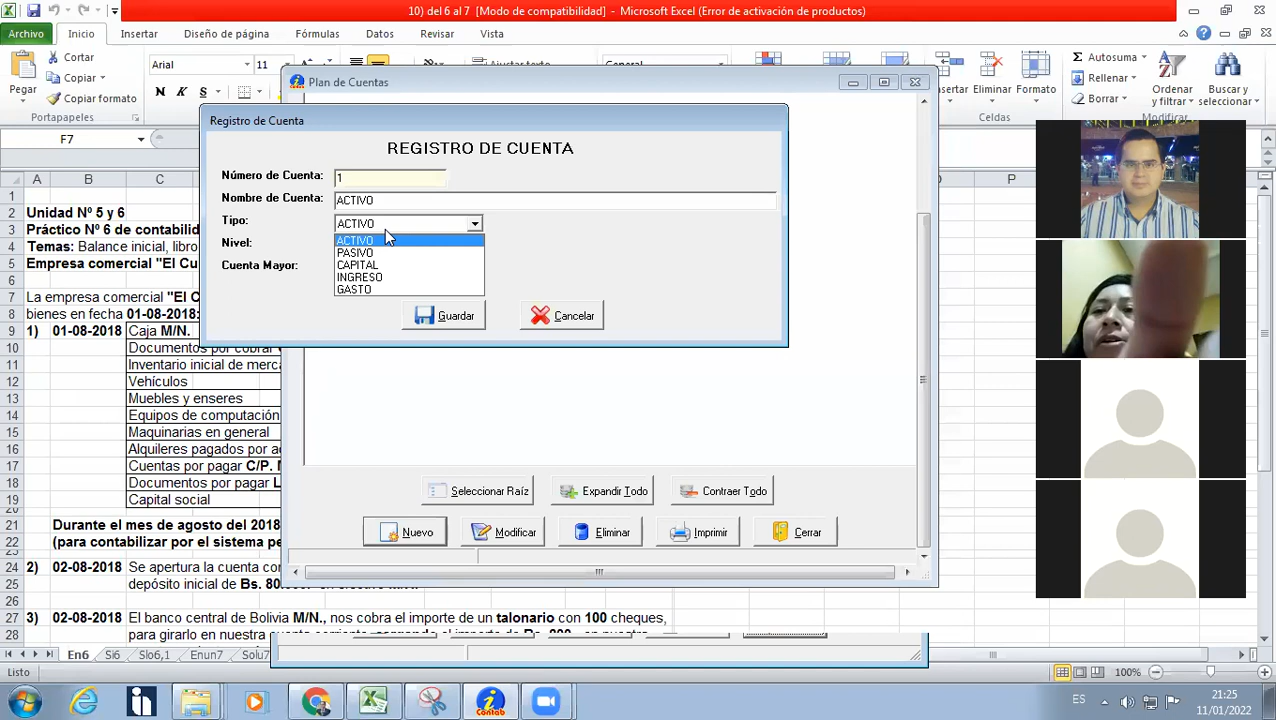 10) del 6 al 7 [Modo de compatibilidad] - Microsoft Excel (Error de activación de productos)
Archivo Inicio Insertar Diseño de página Fórmulas Datos Revisar Vista
Cortar
Copiar
Copiar formato
Pegar
Portapapeles
Arial 11
N K S
Ajustar texto
General
Insertar Eliminar Formato
Celdas
Autosuma
Rellenar
Borrar
Ordenar y filtrar
Buscar y seleccionar
Modificar
F7
Plan de Cuentas
Registro de Cuenta
REGISTRO DE CUENTA
Número de Cuenta: 1
Nombre de Cuenta: ACTIVO
Tipo: ACTIVO
Nivel:
Cuenta Mayor:
ACTIVO
PASIVO
CAPITAL
INGRESO
GASTO
Guardar Cancelar
Seleccionar Raíz Expandir Todo Contraer Todo
Nuevo Modificar Eliminar Imprimir Cerrar
A B C P
1
2 Unidad Nº 5 y 6
3 Práctico Nº 6 de contabilid
4 Temas: Balance inicial, libro
5 Empresa comercial "El Cu
7 La empresa comercial "El C
8 bienes en fecha 01-08-2018:
9 1) 01-08-2018 Caja M/N.
10 Documentos por cobrar
11 Inventario inicial de merca
12 Vehículos
13 Muebles y enseres
14 Equipos de computación
15 Maquinarias en general
16 Alquileres pagados por a
17 Cuentas por pagar C/P.
18 Documentos por pagar L
19 Capital social
21 Durante el mes de agosto del 2018
22 (para contabilizar por el sistema pe
24 2) 02-08-2018 Se apertura la cuenta co
25 depósito inicial de Bs. 80.
26
27 3) 02-08-2018 El banco central de Bolivia M/N., nos cobra el importe de un talonario con 100 cheques,
28
En6 Si6 Slo6,1 Enun7 Solu7
Listo 100%
ES 21:25
11/01/2022